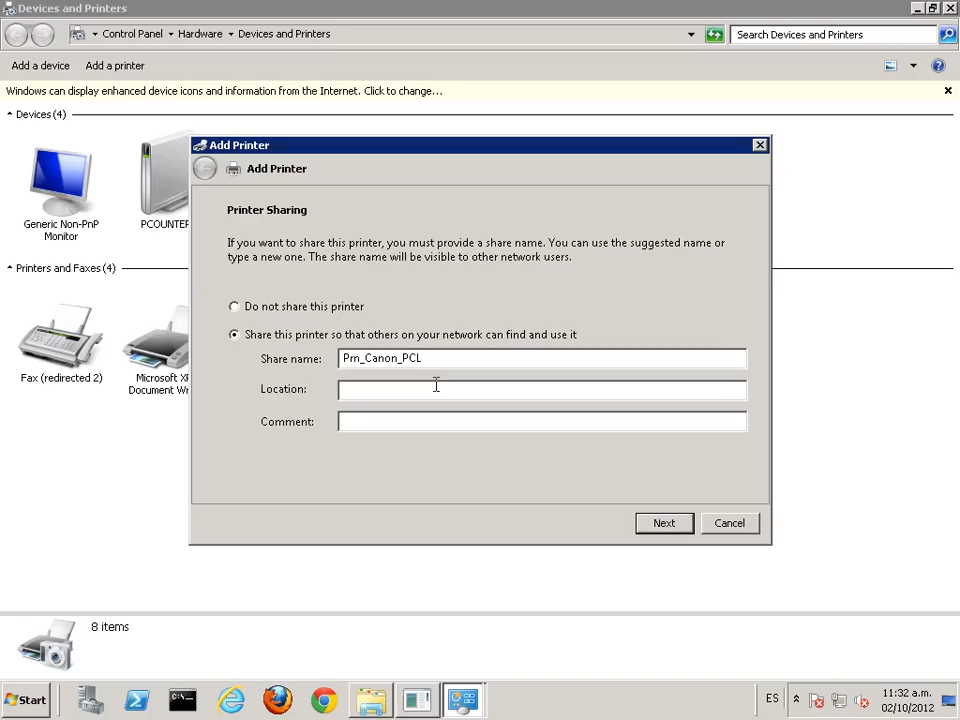 Devices and Printers
Control Panel Hardware Devices and Printers
Search Devices and Printers
Add a device Add a printer
Windows can display enhanced device icons and information from the Internet. Click to change...
Devices (4)
Generic Non-PnP
Monitor
PCOUNTER
Printers and Faxes (4)
Fax (redirected 2)
Microsoft XP
Document Wr
Add Printer
Add Printer
Printer Sharing
If you want to share this printer, you must provide a share name. You can use the suggested name or
type a new one. The share name will be visible to other network users.
Do not share this printer
Share this printer so that others on your network can find and use it
Share name: Prn_Canon_PCL
Location:
Comment:
Next Cancel
8 items
Start
C:\_
ES
11:32 a.m.
02/10/2012